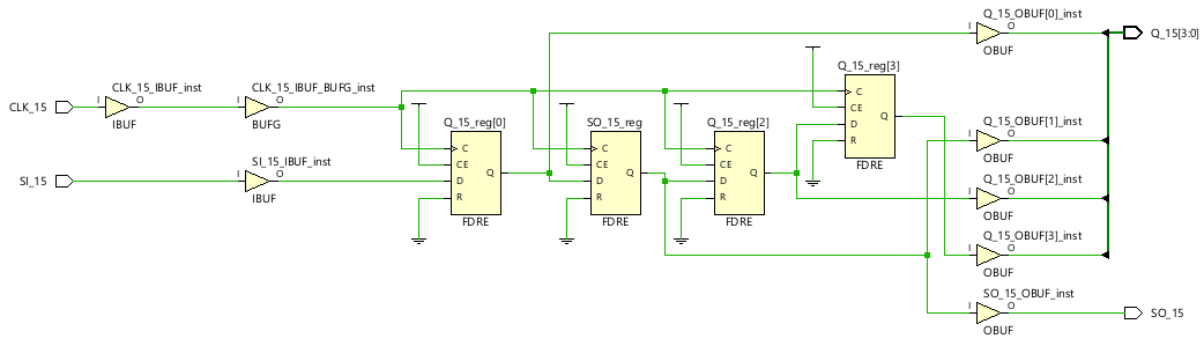 Q_15_OBUF[0]_inst
I
O
OBUF
Q_15[3:0]
Q_15_reg[3]
C
CE
D
R
Q
FDRE
CLK_15
CLK_15_IBUF_inst
I
O
IBUF
CLK_15_IBUF_BUFG_inst
I
O
BUFG
Q_15_reg[0]
C
CE
D
R
Q
FDRE
SO_15_reg
C
CE
D
R
Q
FDRE
Q_15_reg[2]
C
CE
D
R
Q
FDRE
Q_15_OBUF[1]_inst
I
O
OBUF
SI_15
SI_15_IBUF_inst
I
O
IBUF
Q_15_OBUF[2]_inst
I
O
OBUF
Q_15_OBUF[3]_inst
I
O
OBUF
SO_15_OBUF_inst
I
O
OBUF
SO_15